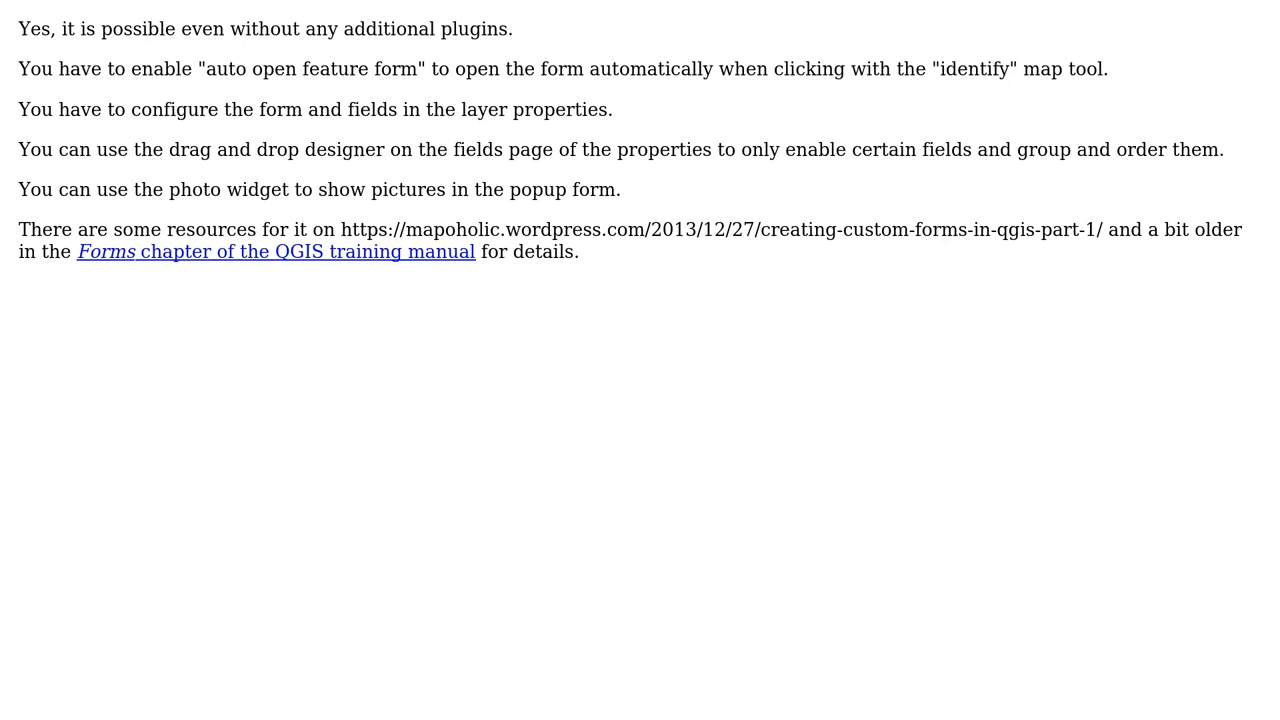 Yes, it is possible even without any additional plugins.
You have to enable "auto open feature form" to open the form automatically when clicking with the "identify" map tool.
You have to configure the form and fields in the layer properties.
You can use the drag and drop designer on the fields page of the properties to only enable certain fields and group and order them.
You can use the photo widget to show pictures in the popup form.
There are some resources for it on https://mapoholic.wordpress.com/2013/12/27/creating-custom-forms-in-qgis-part-1/ and a bit older
in the Forms chapter of the QGIS training manual for details.